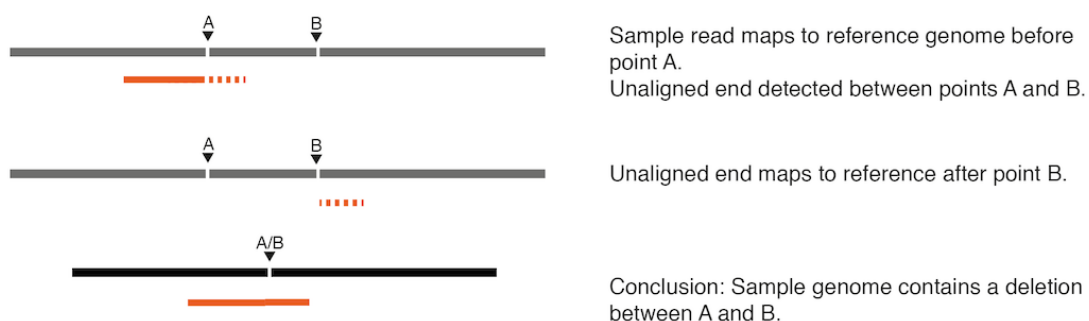 A B
Sample read maps to reference genome before
point A.
Unaligned end detected between points A and B.
A B
Unaligned end maps to reference after point B.
A/B
Conclusion: Sample genome contains a deletion
between A and B.